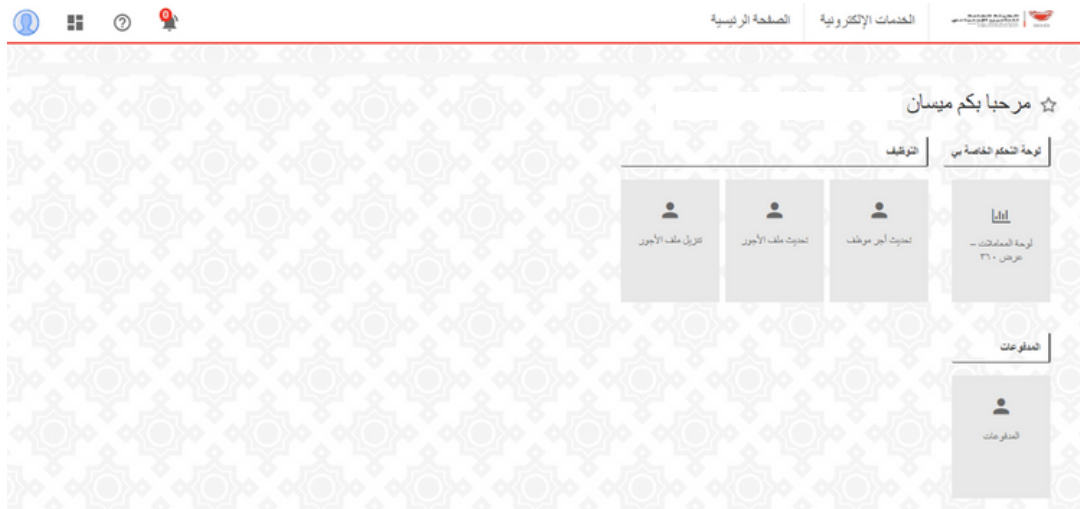 الخدمات الإلكترونية
الصفحة الرئيسية
0
مرحبا بكم ميسان
لوحة التحكم الخاصة بي
التوظيف
لوحة المعاملات –
عرض ٣٦٠
تحديث أجر موظف
تحديث ملف الأجور
تنزيل ملف الأجور
المدفوعات
المدفوعات